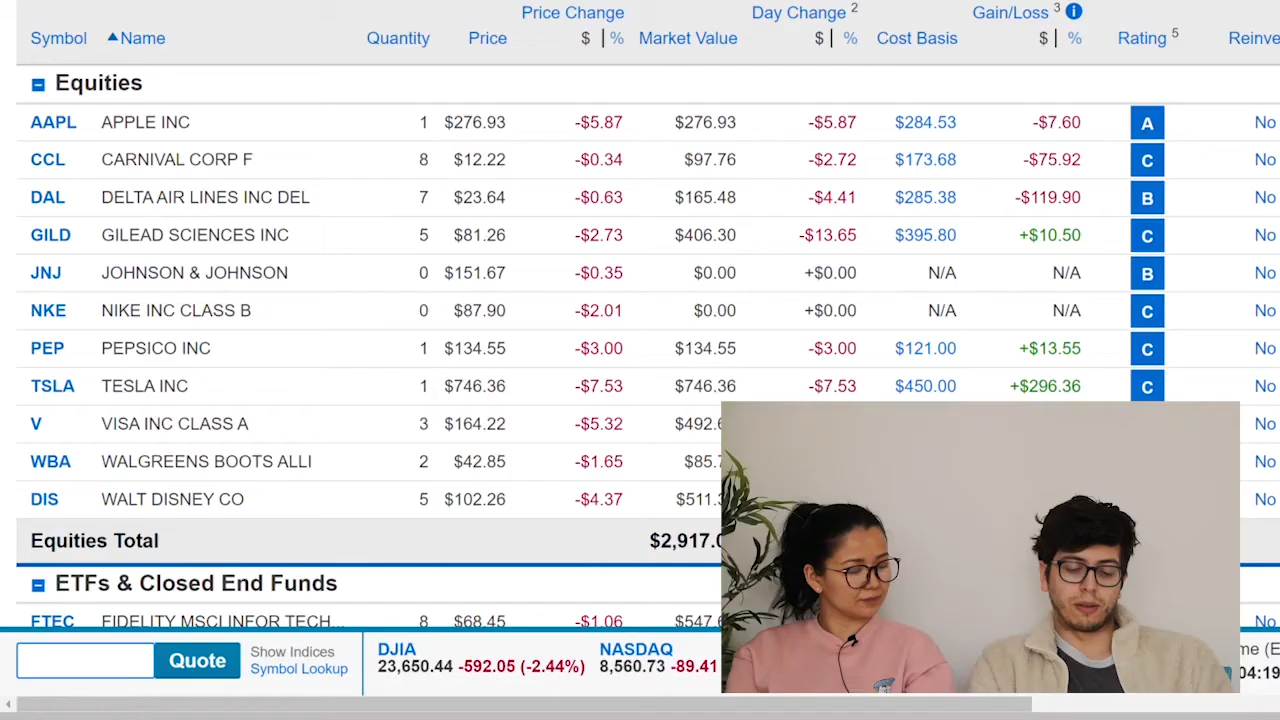 Price Change Day Change 2 Gain/Loss 3
Symbol Name Quantity Price $ | % Market Value $ | % Cost Basis $ | % Rating 5
Equities
AAPL APPLE INC 1 $276.93 -$5.87 $276.93 -$5.87 $284.53 -$7.60 A No
CCL CARNIVAL CORP F 8 $12.22 -$0.34 $97.76 -$2.72 $173.68 -$75.92 C No
DAL DELTA AIR LINES INC DEL 7 $23.64 -$0.63 $165.48 -$4.41 $285.38 -$119.90 B No
GILD GILEAD SCIENCES INC 5 $81.26 -$2.73 $406.30 -$13.65 $395.80 +$10.50 C No
JNJ JOHNSON & JOHNSON 0 $151.67 -$0.35 $0.00 +$0.00 N/A N/A B No
NKE NIKE INC CLASS B 0 $87.90 -$2.01 $0.00 +$0.00 N/A N/A C No
PEP PEPSICO INC 1 $134.55 -$3.00 $134.55 -$3.00 $121.00 +$13.55 C No
TSLA TESLA INC 1 $746.36 -$7.53 $746.36 -$7.53 $450.00 +$296.36 C No
V VISA INC CLASS A 3 $164.22 -$5.32 No
WBA WALGREENS BOOTS ALLI 2 $42.85 -$1.65 No
DIS WALT DISNEY CO 5 $102.26 -$4.37 No
Equities Total
ETFs & Closed End Funds
FTEC FIDELITY MSCI INFOR TECH... 8 $68.45 -$1.06 No
Quote Show Indices DJIA NASDAQ
Symbol Lookup 23,650.44 -592.05 (-2.44%) 8,560.73 -89.41